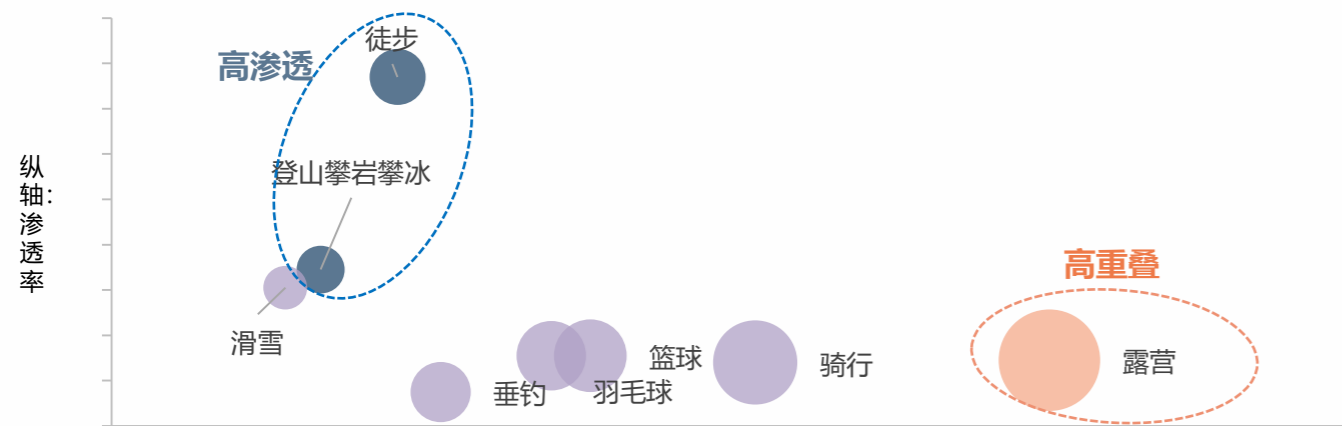 徒步
高渗透
登山攀岩攀冰
纵
轴：
渗
透
率
高重叠
滑雪
篮球
骑行
露营
垂钓
羽毛球